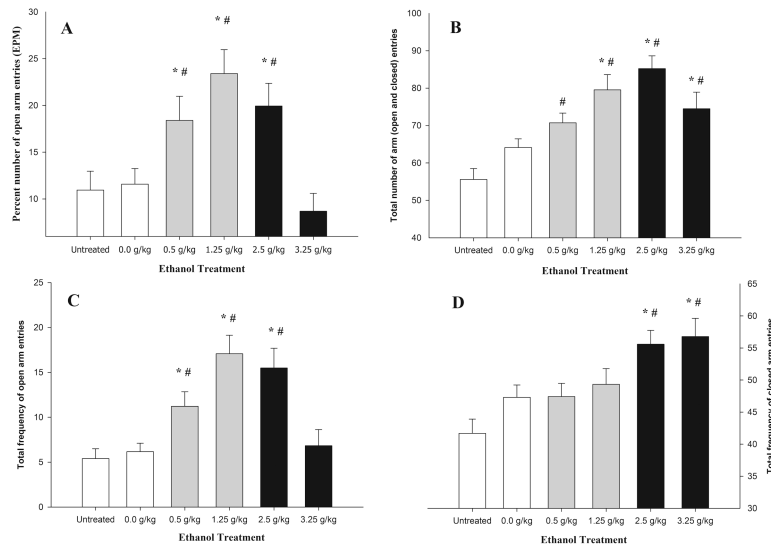 A
Percent number of open arm entries (EPM)
30
25
20
15
10
* #
* #
* #
Untreated 0.0 g/kg 0.5 g/kg 1.25 g/kg 2.5 g/kg 3.25 g/kg
Ethanol Treatment
B
Total number of arm (open and closed) entries
100
90
80
70
60
50
40
#
* #
* #
* #
Untreated 0.0 g/kg 0.5 g/kg 1.25 g/kg 2.5 g/kg 3.25 g/kg
Ethanol Treatment
C
Total frequency of open arm entries
25
20
15
10
5
0
* #
* #
* #
Untreated 0.0 g/kg 0.5 g/kg 1.25 g/kg 2.5 g/kg 3.25 g/kg
Ethanol Treatment
D
Total frequency of closed arm entries
65
60
55
50
45
40
35
30
* #
* #
Untreated 0.0 g/kg 0.5 g/kg 1.25 g/kg 2.5 g/kg 3.25 g/kg
Ethanol Treatment